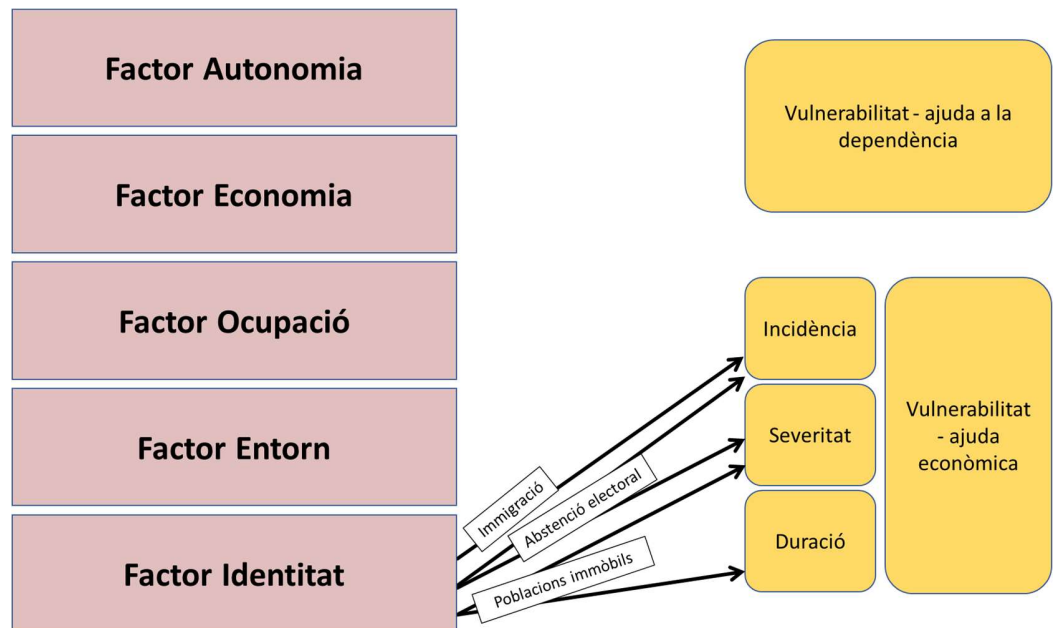 Factor Autonomia
Factor Economia
Factor Ocupació
Factor Entorn
Factor Identitat
Immigració
Abstenció electoral
Poblacions immòbils
Vulnerabilitat - ajuda a la
dependència
Incidència
Severitat
Duració
Vulnerabilitat
- ajuda
econòmica